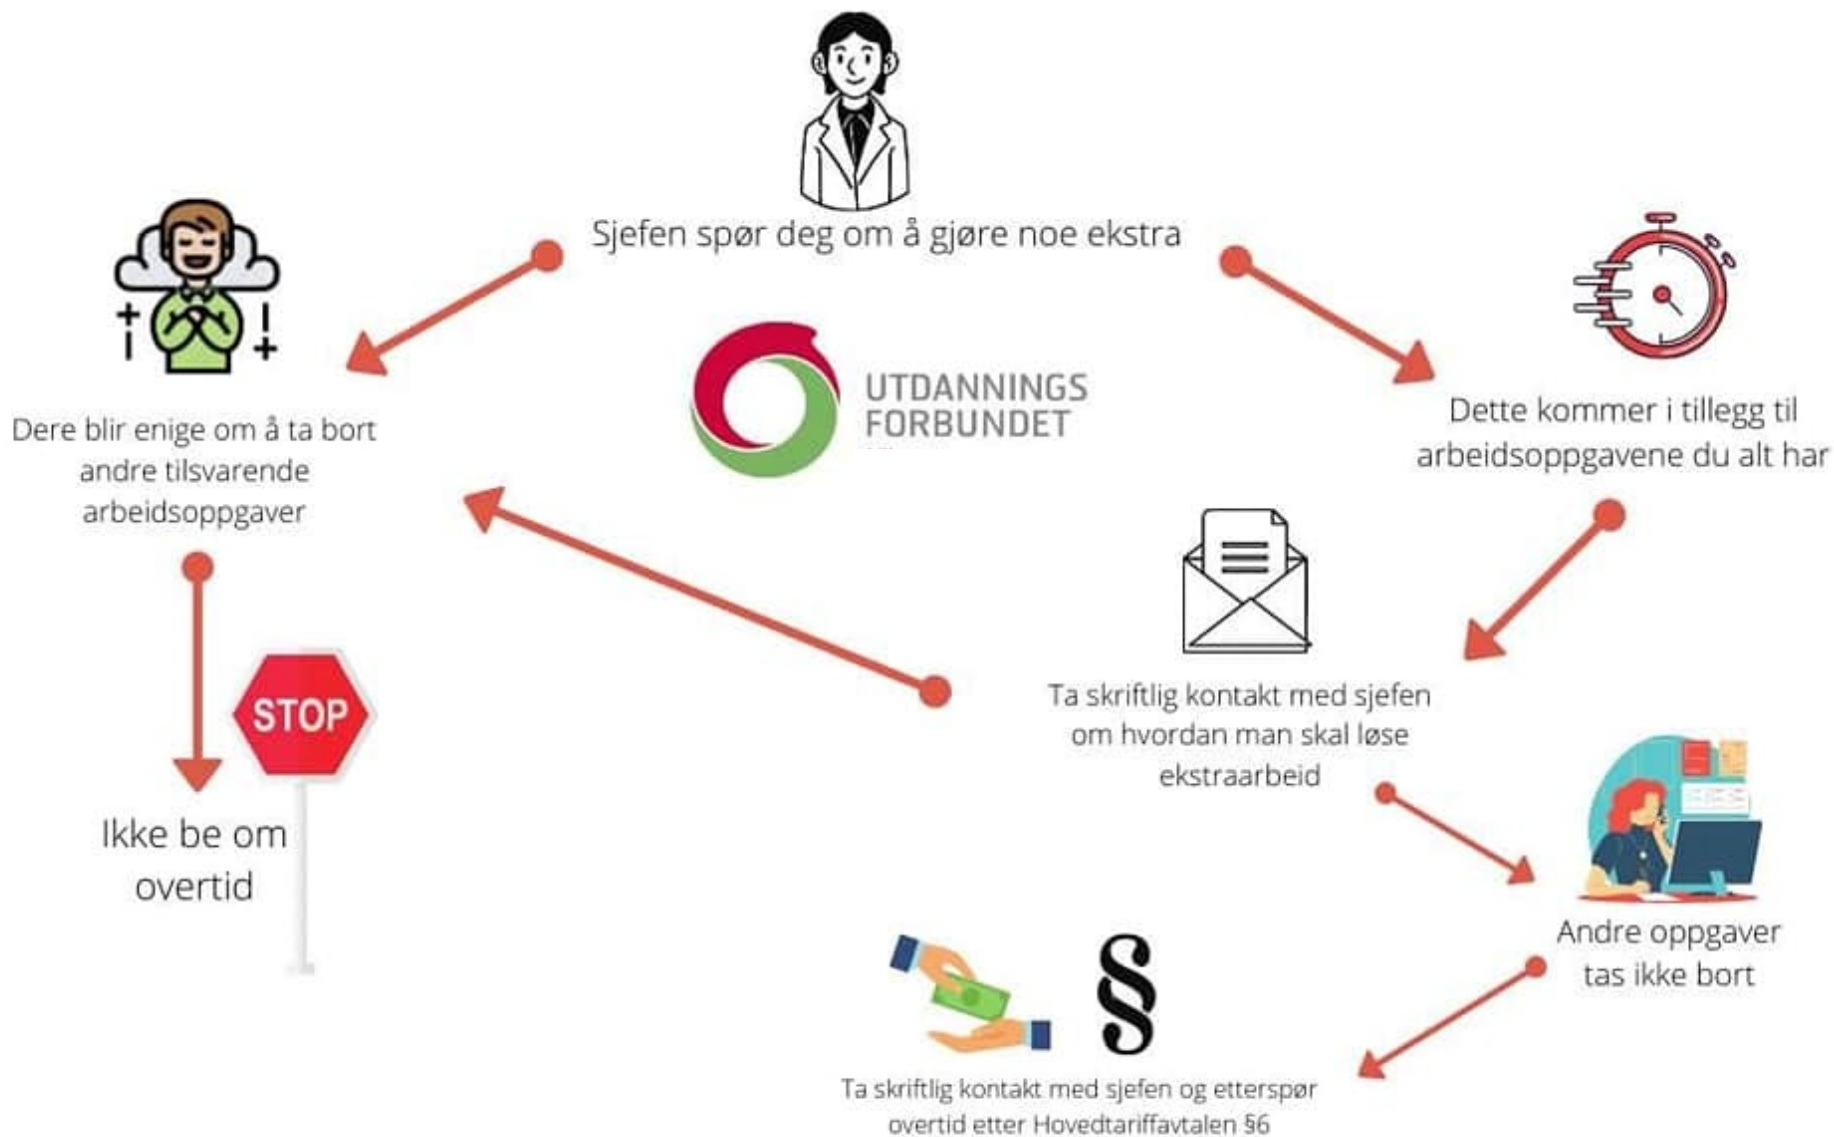 Sjefen spør deg om å gjøre noe ekstra
UTDANNINGS
FORBUNDET
Dere blir enige om å ta bort
andre tilsvarende
arbeidsoppgaver
Dette kommer i tillegg til
arbeidsoppgavene du alt har
STOP
Ikke be om
overtid
Ta skriftlig kontakt med sjefen
om hvordan man skal løse
ekstraarbeid
Andre oppgaver
tas ikke bort
§
Ta skriftlig kontakt med sjefen og etterspør
overtid etter Hovedtariffavtalen §6